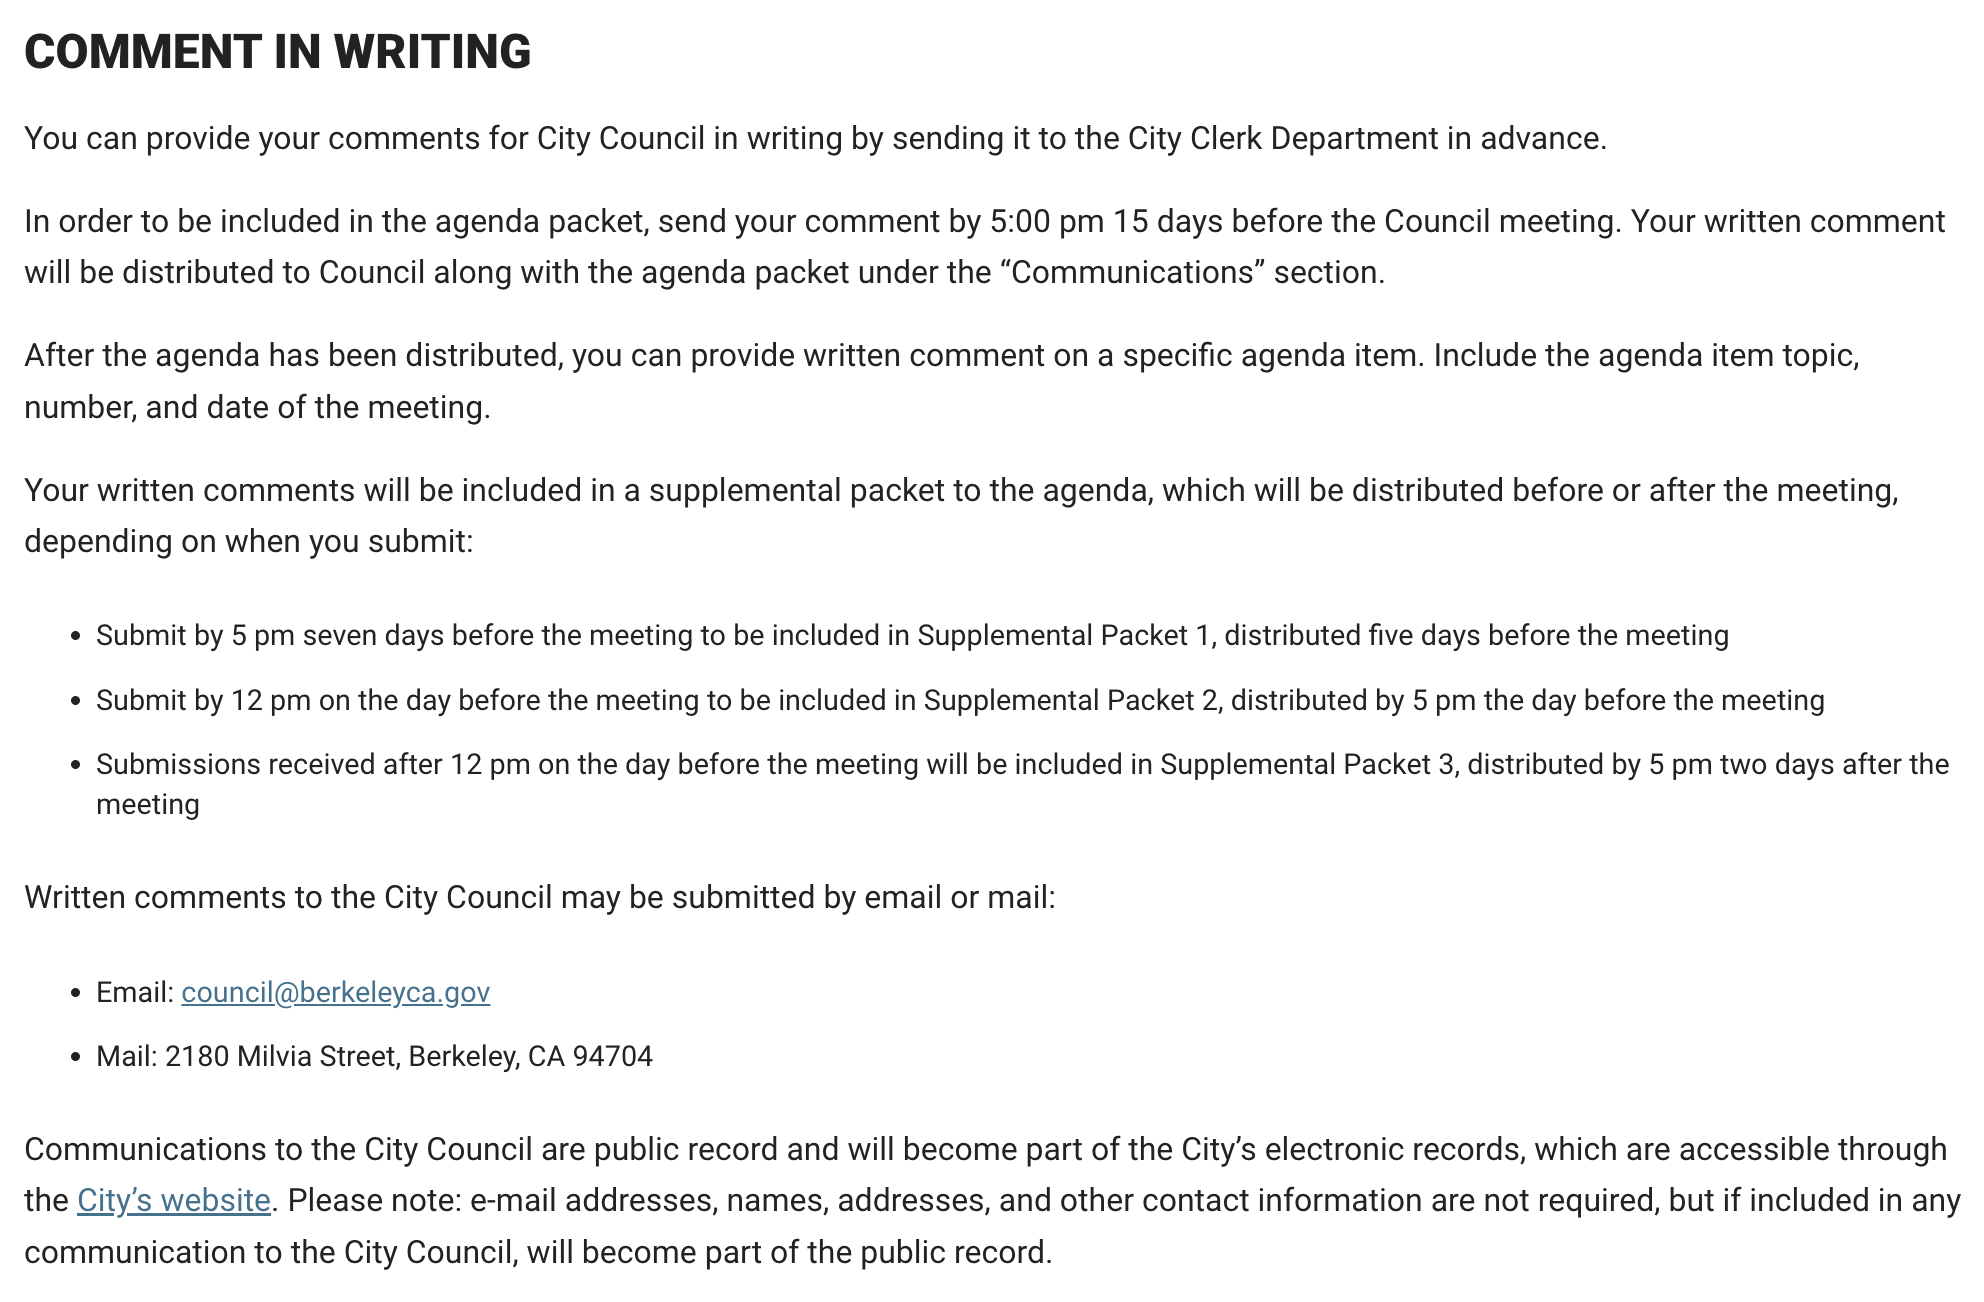 COMMENT IN WRITING
You can provide your comments for City Council in writing by sending it to the City Clerk Department in advance.
In order to be included in the agenda packet, send your comment by 5:00 pm 15 days before the Council meeting. Your written comment
will be distributed to Council along with the agenda packet under the “Communications” section.
After the agenda has been distributed, you can provide written comment on a specific agenda item. Include the agenda item topic,
number, and date of the meeting.
Your written comments will be included in a supplemental packet to the agenda, which will be distributed before or after the meeting,
depending on when you submit:
• Submit by 5 pm seven days before the meeting to be included in Supplemental Packet 1, distributed five days before the meeting
• Submit by 12 pm on the day before the meeting to be included in Supplemental Packet 2, distributed by 5 pm the day before the meeting
• Submissions received after 12 pm on the day before the meeting will be included in Supplemental Packet 3, distributed by 5 pm two days after the
meeting
Written comments to the City Council may be submitted by email or mail:
• Email: council@berkeleyca.gov
• Mail: 2180 Milvia Street, Berkeley, CA 94704
Communications to the City Council are public record and will become part of the City’s electronic records, which are accessible through
the City’s website. Please note: e-mail addresses, names, addresses, and other contact information are not required, but if included in any
communication to the City Council, will become part of the public record.